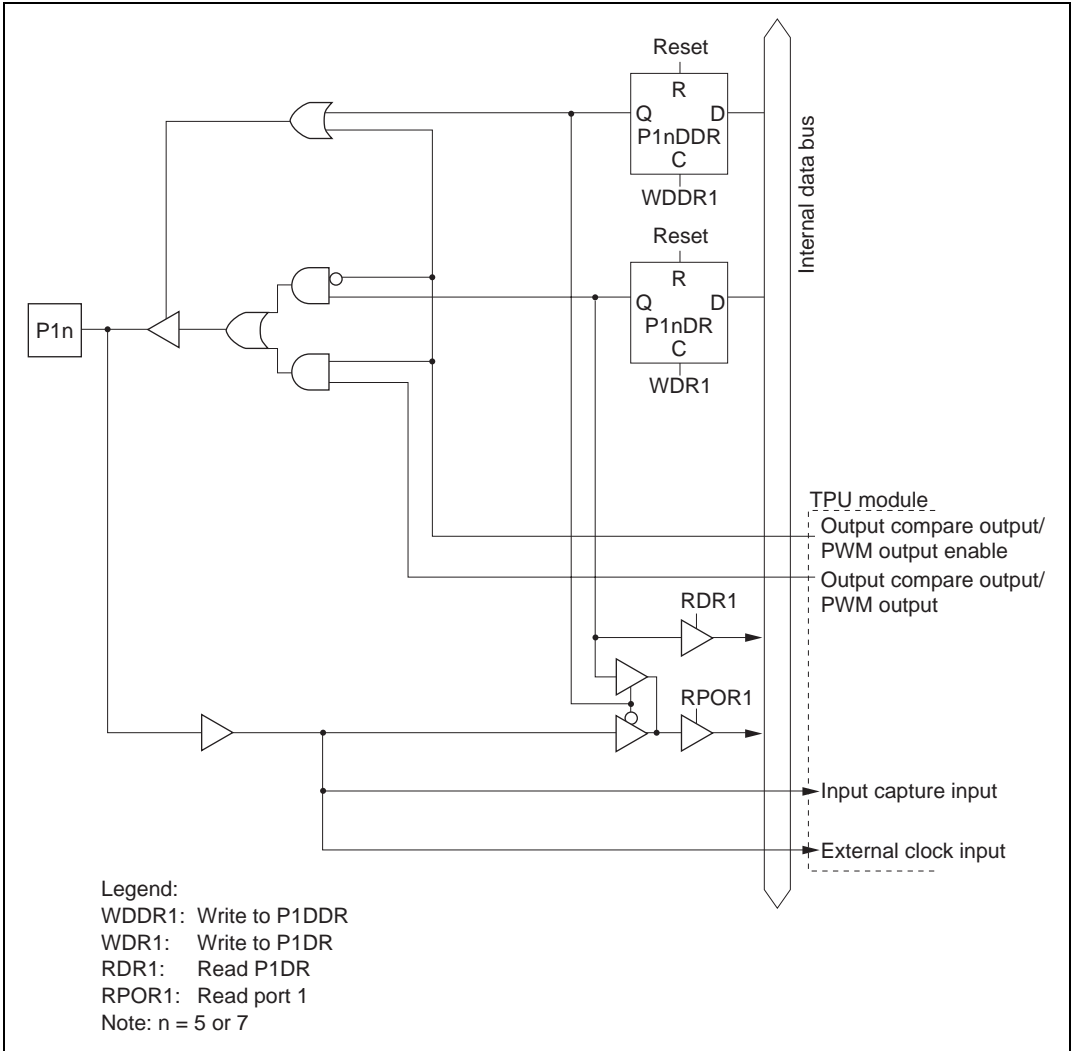 Reset
R
Q D
P1nDDR
C
WDDR1
Internal data bus
Reset
R
Q D
P1nDR
C
WDR1
P1n
TPU module
Output compare output/
PWM output enable
Output compare output/
PWM output
RDR1
RPOR1
Input capture input
External clock input
Legend:
WDDR1: Write to P1DDR
WDR1: Write to P1DR
RDR1: Read P1DR
RPOR1: Read port 1
Note: n = 5 or 7